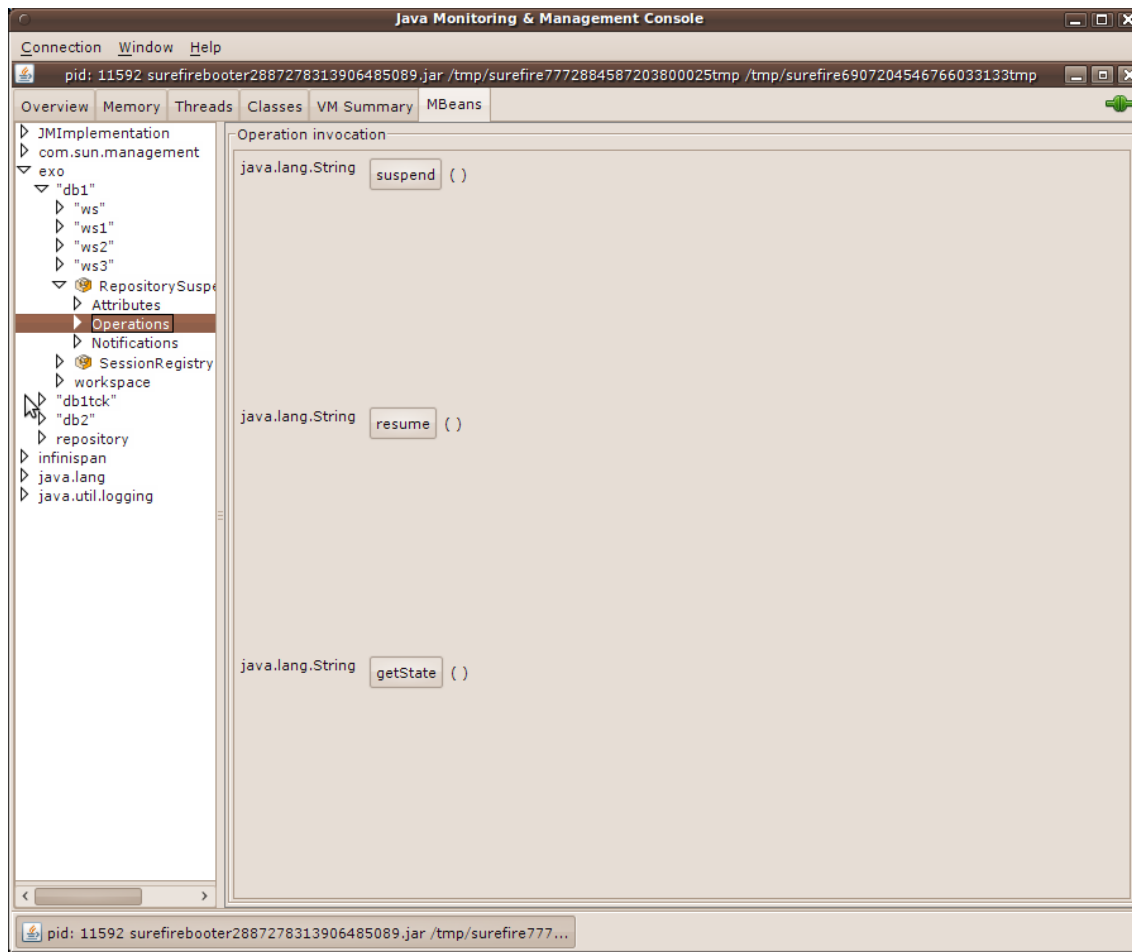 Java Monitoring & Management Console
Connection Window Help
pid: 11592 surefirebooter2887278313906485089.jar /tmp/surefire7772884587203800025tmp /tmp/surefire6907204546766033133tmp
Overview Memory Threads Classes VM Summary MBeans
JMImplementation
com.sun.management
exo
"db1"
"ws"
"ws1"
"ws2"
"ws3"
RepositorySuspe
Attributes
Operations
Notifications
SessionRegistry
workspace
"db1tck"
"db2"
repository
infinispan
java.lang
java.util.logging
Operation invocation
java.lang.String suspend ( )
java.lang.String resume ( )
java.lang.String getState ( )
pid: 11592 surefirebooter2887278313906485089.jar /tmp/surefire777...